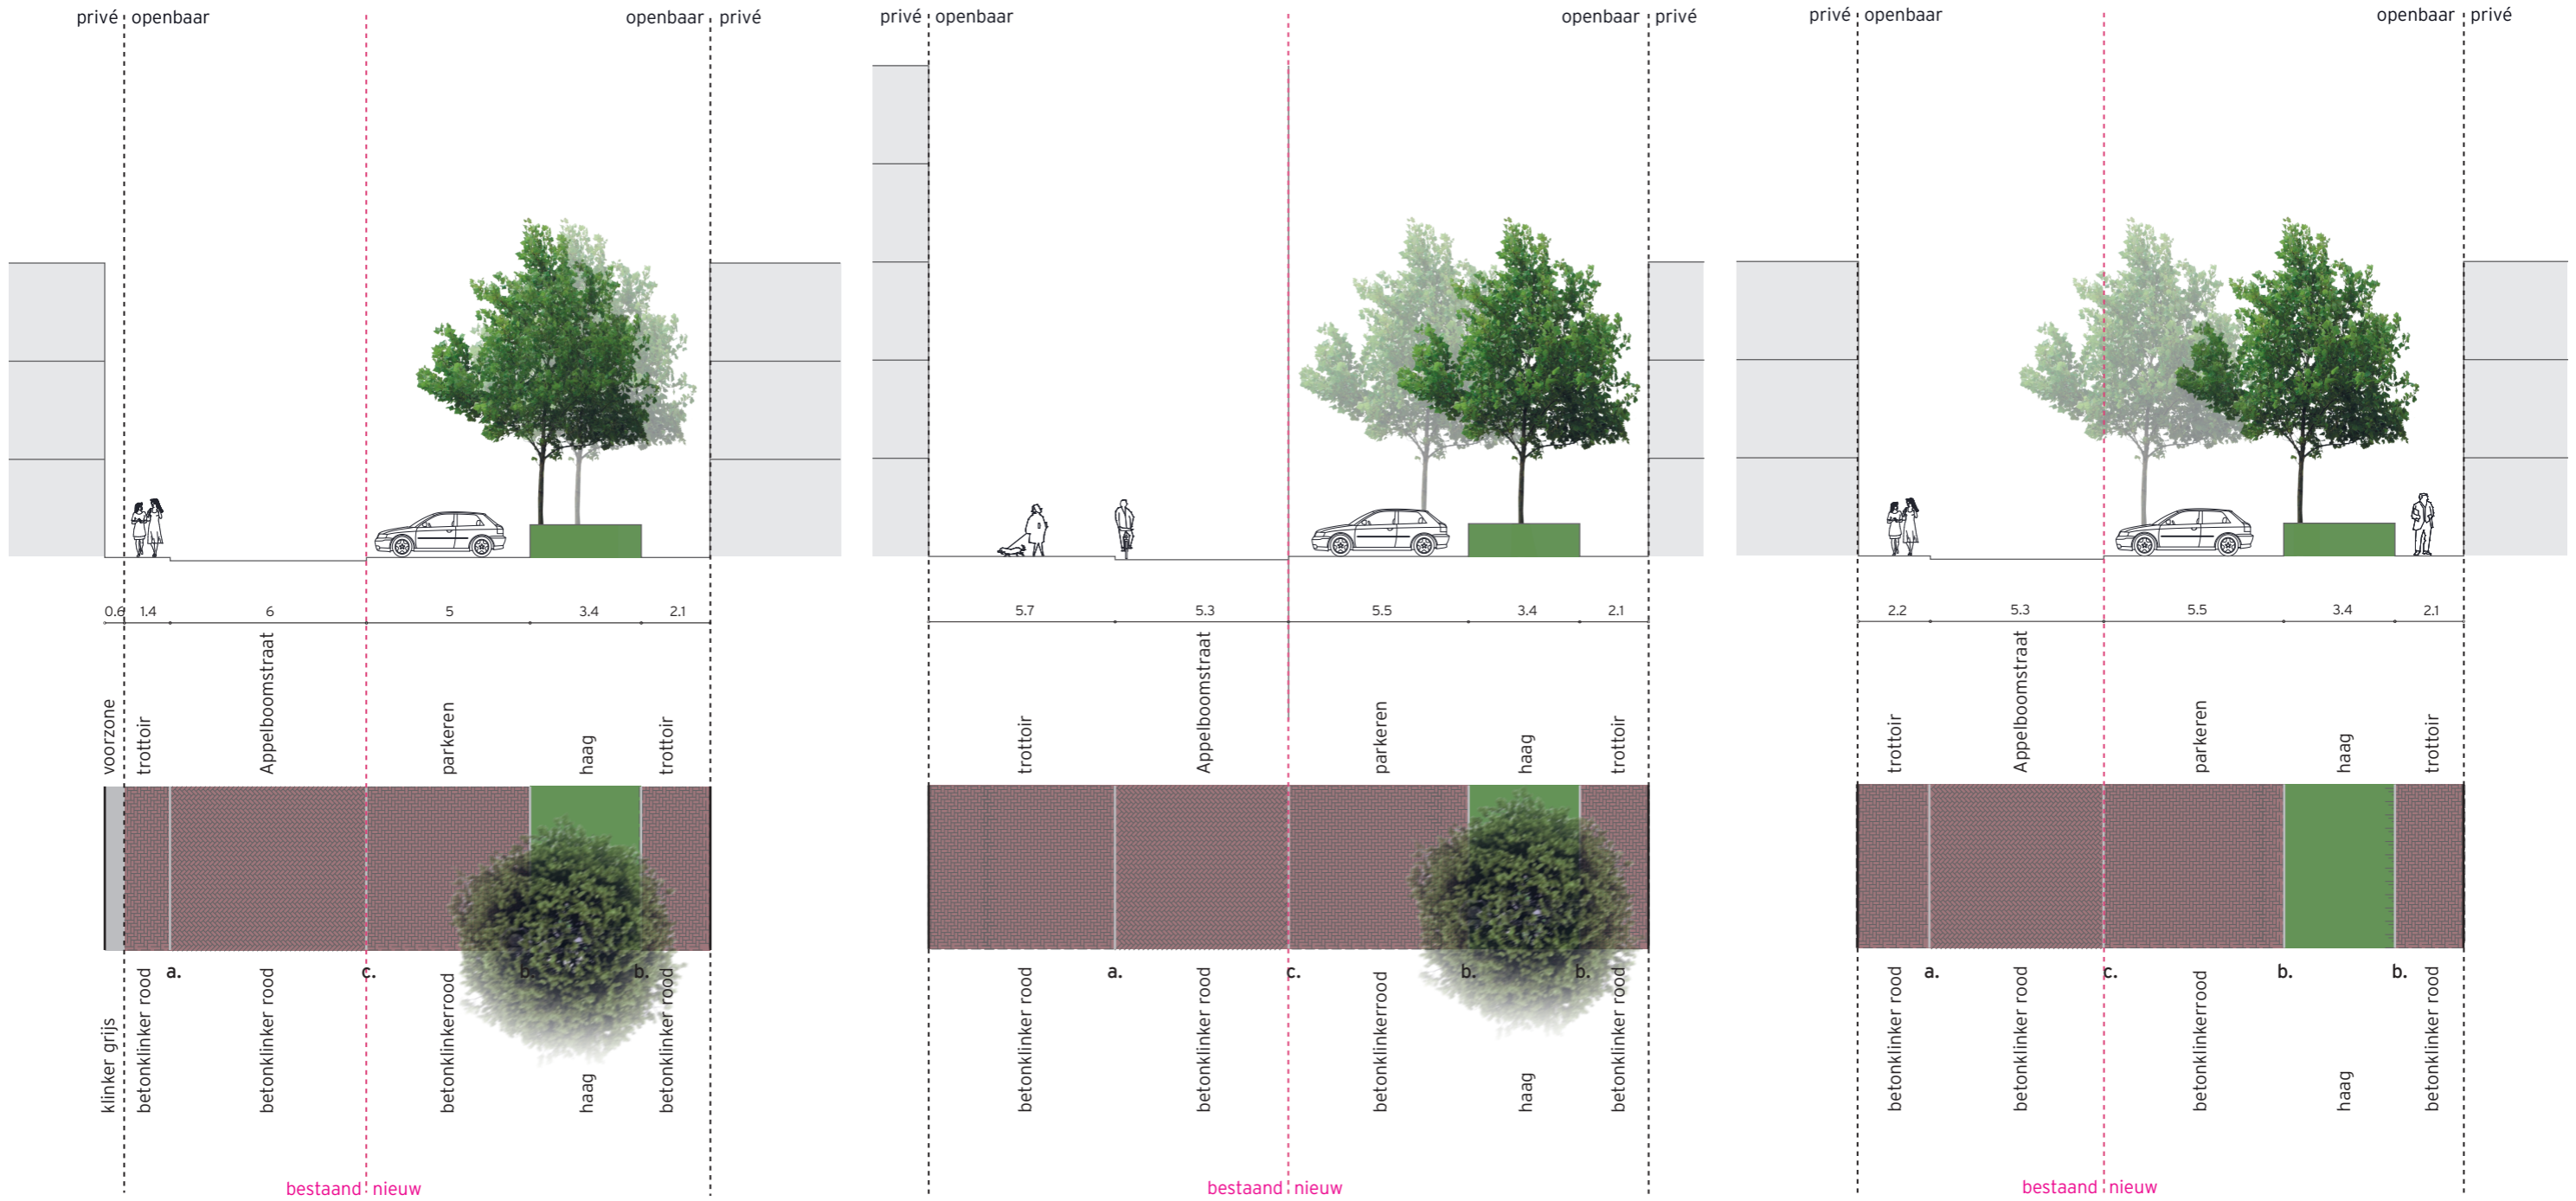 privé openbaar
openbaar privé
0.6 1.4 6 5 3.4 2.1
voorzone
trottoir
Appelboomstraat
parkeren
haag
trottoir
a. c. b. b.
klinker grijs
betonklinker rood
betonklinker rood
betonklinkerrood
haag
betonklinker rood
bestaand nieuw
privé openbaar
openbaar privé
5.7 5.3 5.5 3.4 2.1
trottoir
Appelboomstraat
parkeren
haag
trottoir
a. c. b. b.
betonklinker rood
betonklinker rood
betonklinkerrood
haag
betonklinker rood
bestaand nieuw
privé openbaar
openbaar privé
2.2 5.3 5.5 3.4 2.1
trottoir
Appelboomstraat
parkeren
haag
trottoir
a. c. b. b.
betonklinker rood
betonklinker rood
betonklinkerrood
haag
betonklinker rood
bestaand nieuw